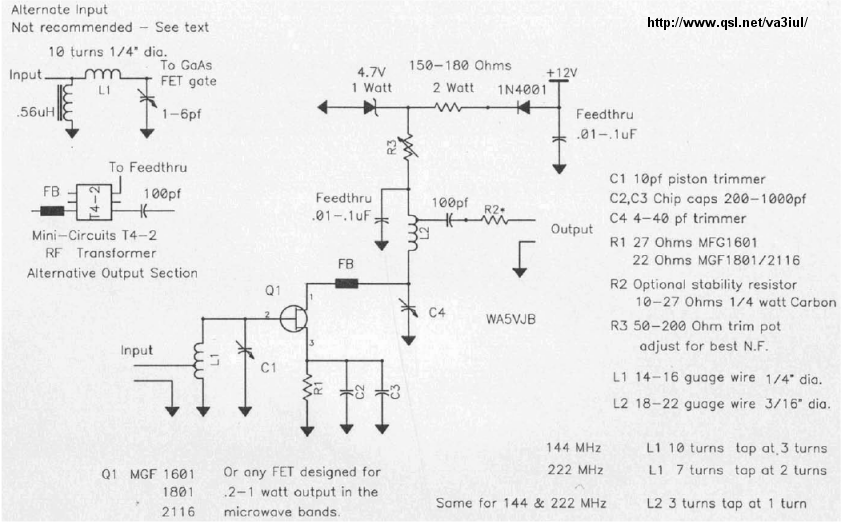 Alternate Input
Not recommended - See text
http://www.qsl.net/va3iul/
10 turns 1/4" dia.
Input
To GaAs
FET gate
L1
.56uH
1-6pf
4.7V
1 Watt
150-180 Ohms
2 Watt
1N4001
+12V
Feedthru
.01-.1uF
R3
To Feedthru
FB
T4-2
100pf
Mini-Circuits T4-2
RF Transformer
Alternative Output Section
Feedthru
.01-.1uF
100pf
R2*
L2
Output
FB
C4
WA5VJB
Q1
1
2
3
Input
L1
C1
R1
C2
C3
C1 10pf piston trimmer
C2,C3 Chip caps 200-1000pf
C4 4-40 pf trimmer
R1 27 Ohms MFG1601
22 Ohms MGF1801/2116
R2 Optional stability resistor
10-27 Ohms 1/4 watt Carbon
R3 50-200 Ohm trim pot
adjust for best N.F.
L1 14-16 guage wire 1/4" dia.
L2 18-22 guage wire 3/16" dia.
144 MHz L1 10 turns tap at 3 turns
222 MHz L1 7 turns tap at 2 turns
Same for 144 & 222 MHz L2 3 turns tap at 1 turn
Q1 MGF 1601
1801
2116
Or any FET designed for
.2-1 watt output in the
microwave bands.